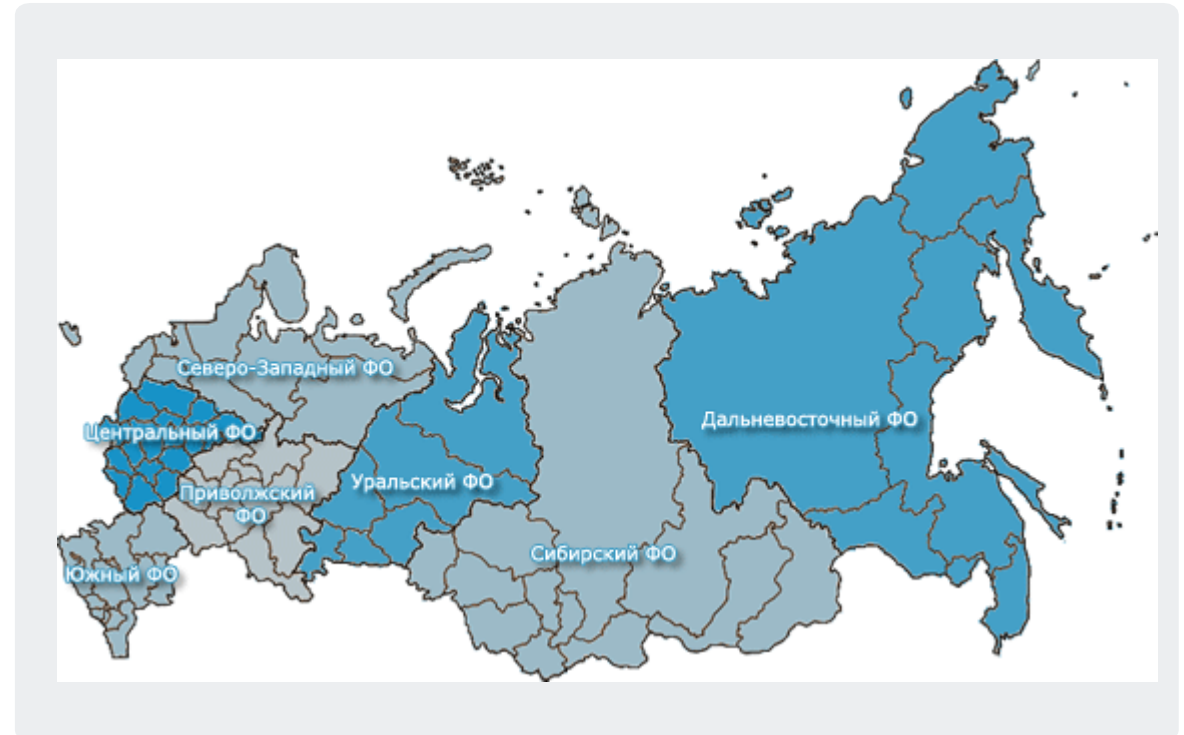 Северо-Западный ФО
Дальневосточный ФО
Центральный ФО
Уральский ФО
Приволжский
ФО
Сибирский ФО
Южный ФО